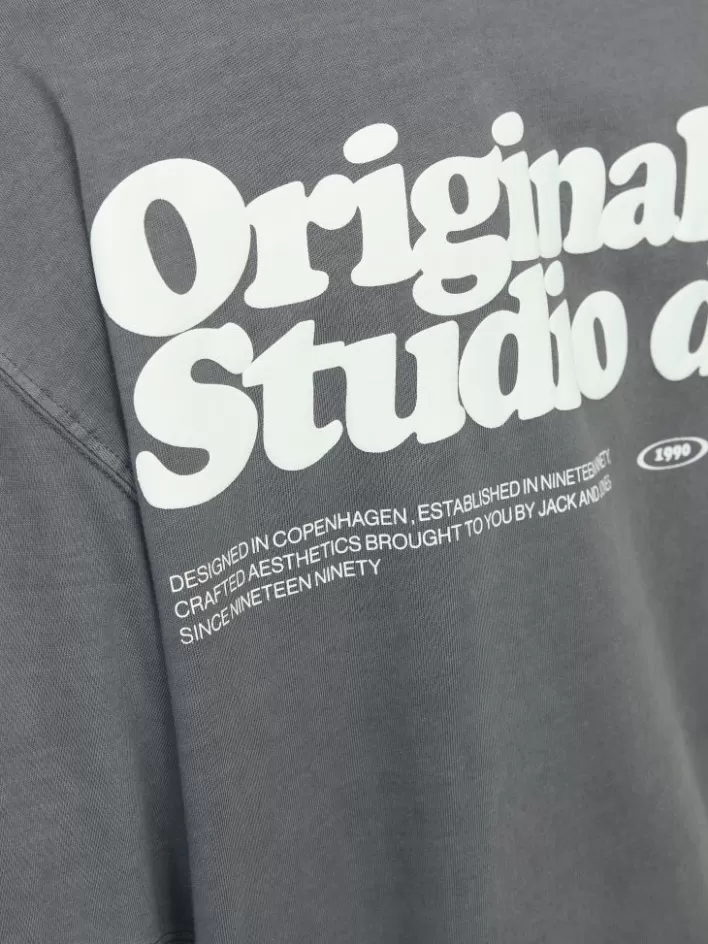 Original
Studio d
1990
DESIGNED IN COPENHAGEN , ESTABLISHED IN NINETEEN NINETY
CRAFTED AESTHETICS BROUGHT TO YOU BY JACK AND JONES
SINCE NINETEEN NINETY